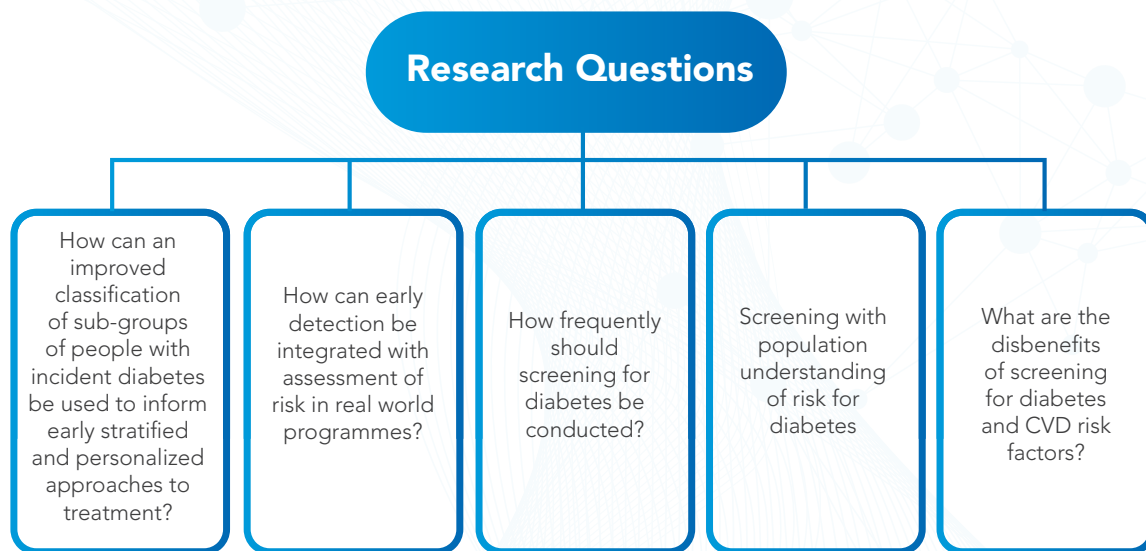 Research Questions
How can an
improved
classification
of sub-groups
of people with
incident diabetes
be used to inform
early stratified
and personalized
approaches to
treatment?
How can early
detection be
integrated with
assessment of
risk in real world
programmes?
How frequently
should
screening for
diabetes be
conducted?
Screening with
population
understanding
of risk for
diabetes
What are the
disbenefits
of screening
for diabetes
and CVD risk
factors?